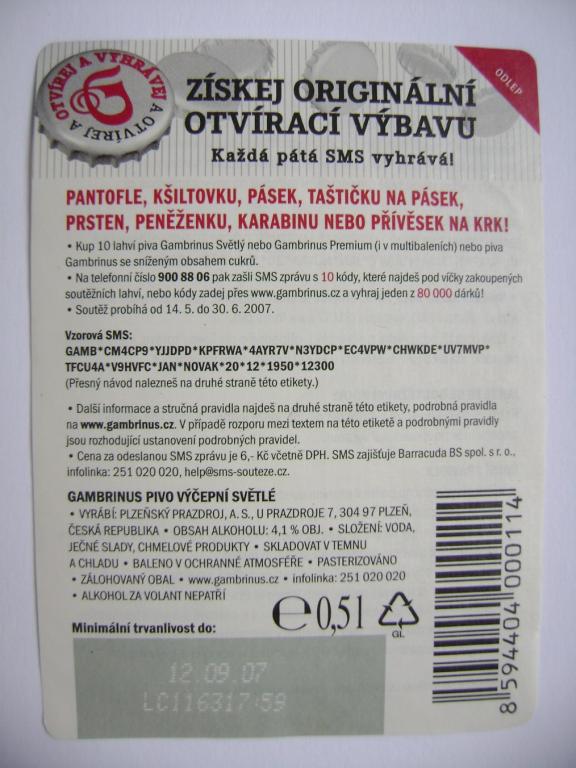 OTVÍREJ A VYHRÁVEJ A OTVÍREJ A
ODLEP
ZÍSKEJ ORIGINÁLNÍ
OTVÍRACÍ VÝBAVU
Každá pátá SMS vyhrává!
PANTOFLE, KŠILTOVKU, PÁSEK, TAŠTIČKU NA PÁSEK,
PRSTEN, PENĚŽENKU, KARABINU NEBO PŘÍVĚSEK NA KRK!
• Kup 10 lahví piva Gambrinus Světlý nebo Gambrinus Premium (i v multibaleních) nebo piva
Gambrinus se sníženým obsahem cukrů.
• Na telefonní číslo 900 88 06 pak zašli SMS zprávu s 10 kódy, které najdeš pod víčky zakoupených
soutěžních lahví, nebo kódy zadej přes www.gambrinus.cz a vyhraj jeden z 80 000 dárků!
• Soutěž probíhá od 14. 5. do 30. 6. 2007.
Vzorová SMS:
GAMB*CM4CP9*YJJDPD*KPFRWA*4AYR7V*N3YDCP*EC4VPW*CHWKDE*UV7MVP*
TFCU4A*V9HVFC*JAN*NOVAK*20*12*1950*12300
(Přesný návod nalezneš na druhé straně této etikety.)
• Další informace a stručná pravidla najdeš na druhé straně této etikety, podrobná pravidla
na www.gambrinus.cz. V případě rozporu mezi textem na této etiketě a podrobnými pravidly
jsou rozhodující ustanovení podrobných pravidel.
• Cena za odeslanou SMS zprávu je 6,- Kč včetně DPH. SMS zajišťuje Barracuda BS spol. s r. o.,
infolinka: 251 020 020, help@sms-souteze.cz.
GAMBRINUS PIVO VÝČEPNÍ SVĚTLÉ
• VYRÁBÍ: PLZEŇSKÝ PRAZDROJ, A. S., U PRAZDROJE 7, 304 97 PLZEŇ,
ČESKÁ REPUBLIKA • OBSAH ALKOHOLU: 4,1 % OBJ. • SLOŽENÍ: VODA,
JEČNÉ SLADY, CHMELOVÉ PRODUKTY • SKLADOVAT V TEMNU
A CHLADU • BALENO V OCHRANNÉ ATMOSFÉŘE • PASTERIZOVÁNO
• ZÁLOHOVANÝ OBAL • www.gambrinus.cz • infolinka: 251 020 020
• ALKOHOL ZA VOLANT NEPATŘÍ
℮ 0,5l
GL
Minimální trvanlivost do:
12.09.07
LC116317:59
8 594404 000114